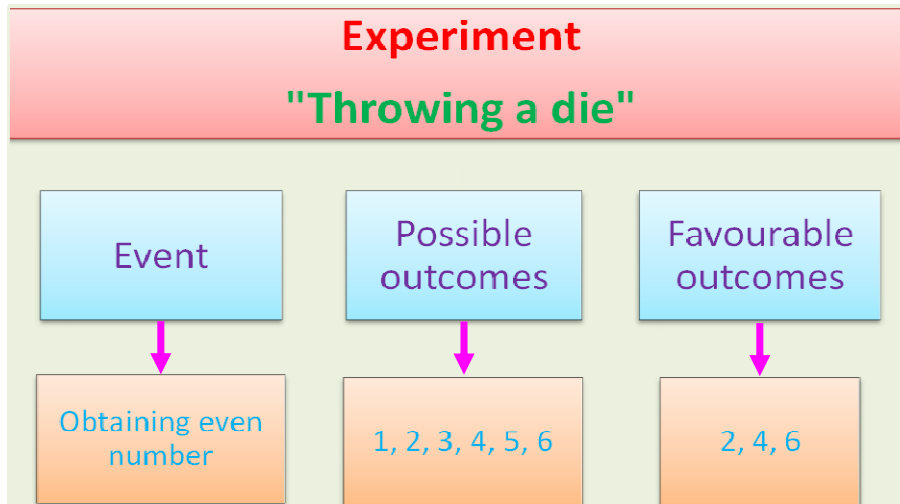 Experiment
"Throwing a die"
Event
Possible
outcomes
Favourable
outcomes
Obtaining even
number
1, 2, 3, 4, 5, 6
2, 4, 6